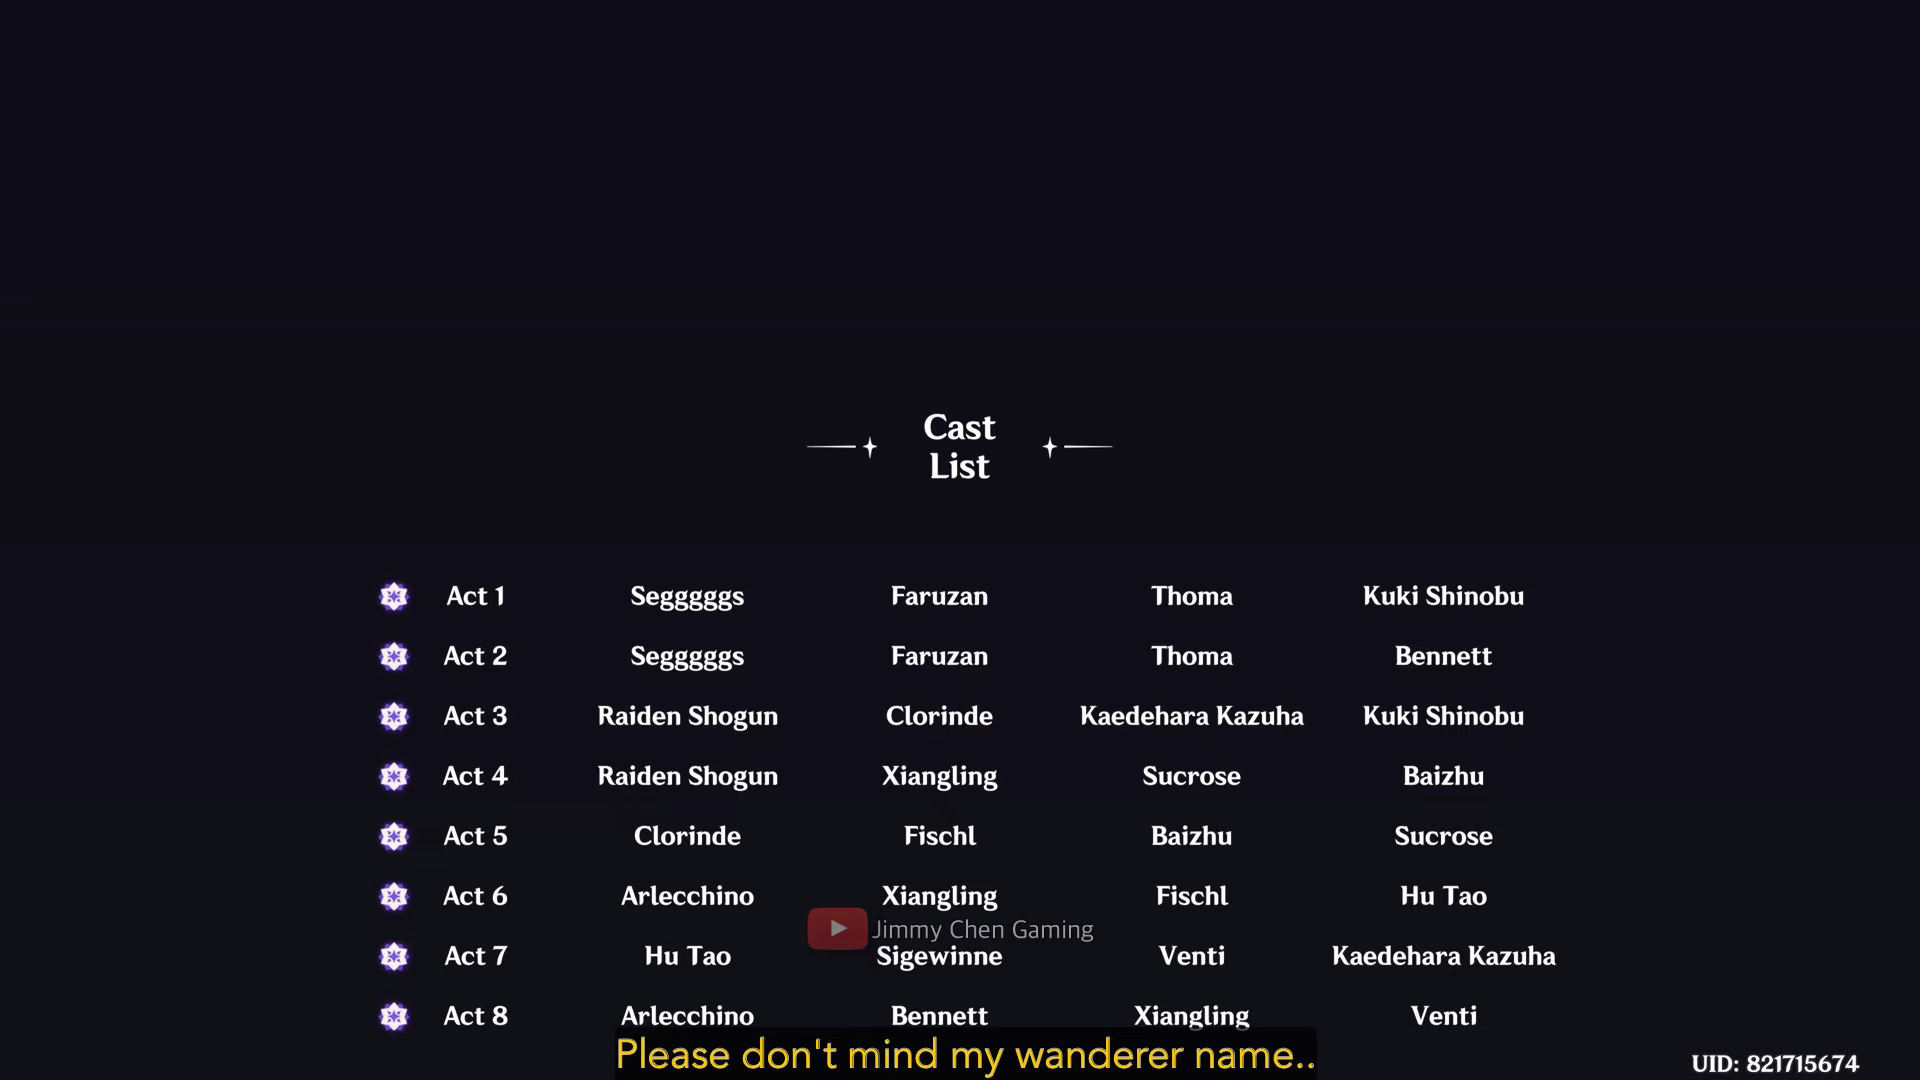 Cast
List
Act 1 Segggggs Faruzan Thoma Kuki Shinobu
Act 2 Segggggs Faruzan Thoma Bennett
Act 3 Raiden Shogun Clorinde Kaedehara Kazuha Kuki Shinobu
Act 4 Raiden Shogun Xiangling Sucrose Baizhu
Act 5 Clorinde Fischl Baizhu Sucrose
Act 6 Arlecchino Xiangling Fischl Hu Tao
Jimmy Chen Gaming
Act 7 Hu Tao Sigewinne Venti Kaedehara Kazuha
Act 8 Arlecchino Bennett Xiangling Venti
Please don't mind my wanderer name..
UID: 821715674